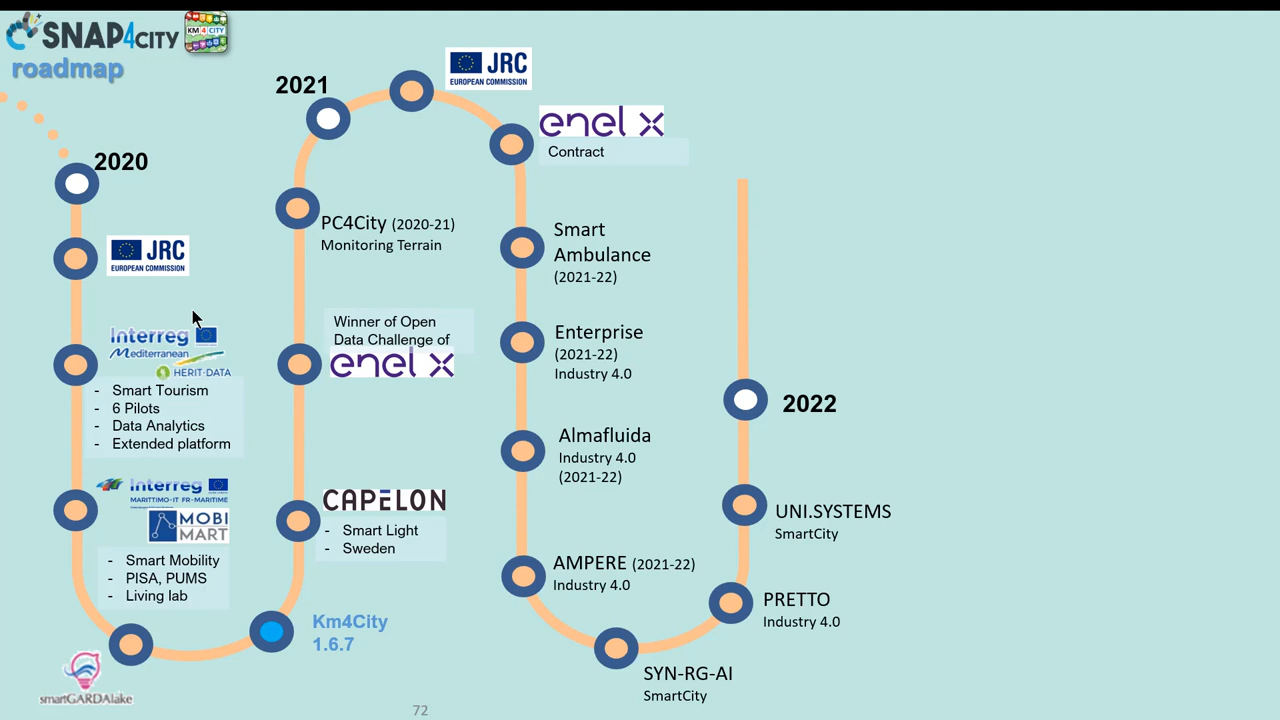 SNAP4CITY
KM 4 CITY
roadmap
2020
JRC
EUROPEAN COMMISSION
Interreg
Mediterranean
HERIT-DATA
- Smart Tourism
- 6 Pilots
- Data Analytics
- Extended platform
Interreg
MARITTIMO-IT FR-MARITIME
MOBI
MART
- Smart Mobility
- PISA, PUMS
- Living lab
smartGARDAlake
Km4City
1.6.7
CAPELON
- Smart Light
- Sweden
Winner of Open
Data Challenge of
enel x
PC4City (2020-21)
Monitoring Terrain
2021
JRC
EUROPEAN COMMISSION
enel x
Contract
Smart
Ambulance
(2021-22)
Enterprise
(2021-22)
Industry 4.0
Almafluida
Industry 4.0
(2021-22)
AMPERE (2021-22)
Industry 4.0
SYN-RG-AI
SmartCity
PRETTO
Industry 4.0
UNI.SYSTEMS
SmartCity
2022
72